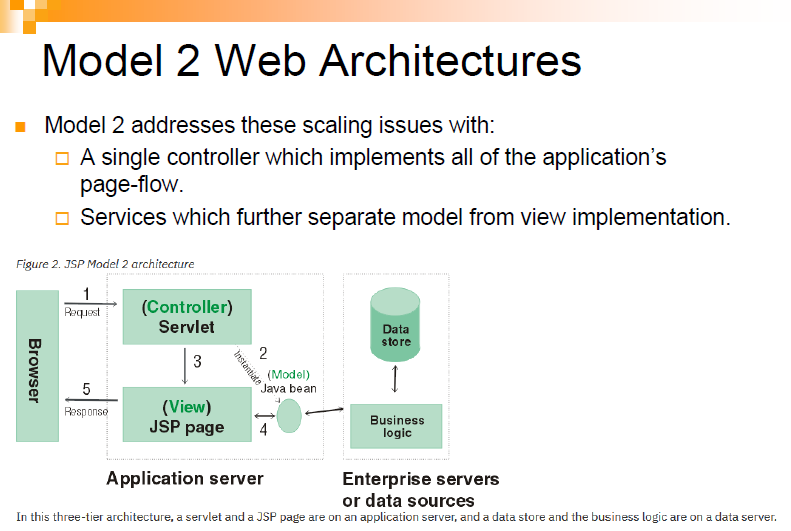 Model 2 Web Architectures
Model 2 addresses these scaling issues with:
A single controller which implements all of the application's
page-flow.
Services which further separate model from view implementation.
Figure 2. JSP Model 2 architecture
Browser
1
Request
(Controller)
Servlet
3
2
Instantiate
(Model)
Java bean
5
Response
(View)
JSP page
4
Data
store
Business
logic
Application server
Enterprise servers
or data sources
In this three-tier architecture, a servlet and a JSP page are on an application server, and a data store and the business logic are on a data server.